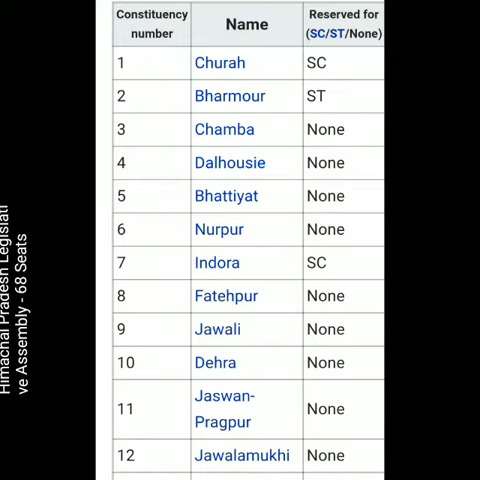 Himachal Pradesh Legislati
ve Assembly - 68 Seats
Constituency number Name Reserved for (SC/ST/None)
1 Churah SC
2 Bharmour ST
3 Chamba None
4 Dalhousie None
5 Bhattiyat None
6 Nurpur None
7 Indora SC
8 Fatehpur None
9 Jawali None
10 Dehra None
11 Jaswan-Pragpur None
12 Jawalamukhi None